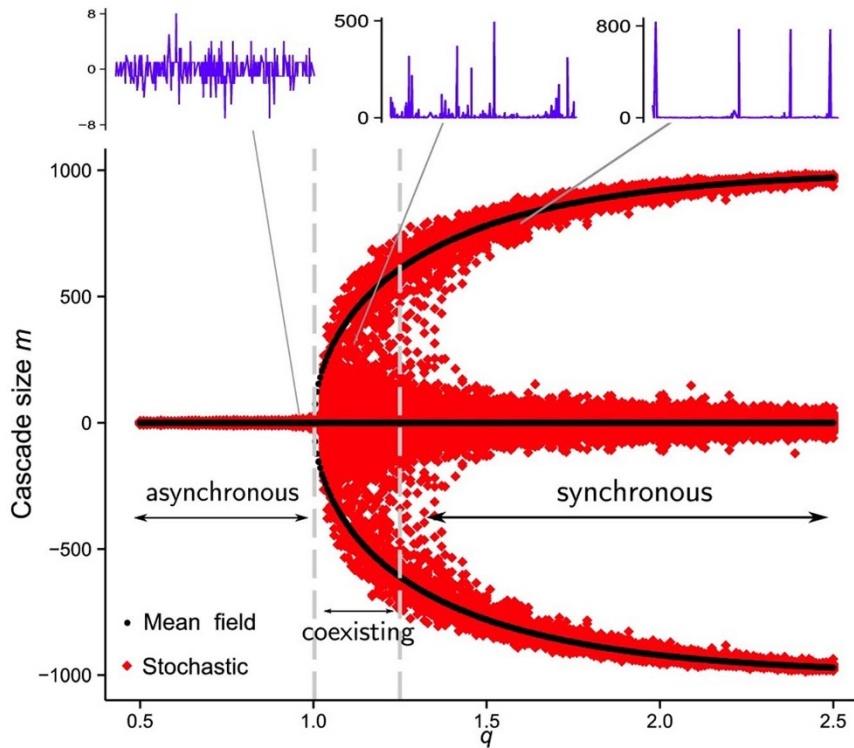 8
0
−8
500
0
800
0
1000
500
0
−500
−1000
Cascade size m
asynchronous
synchronous
coexisting
Mean field
Stochastic
0.5
1.0
1.5
2.0
2.5
q